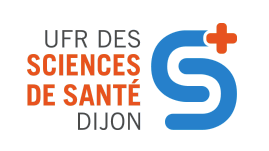 UFR DES
SCIENCES
DE SANTÉ
DIJON